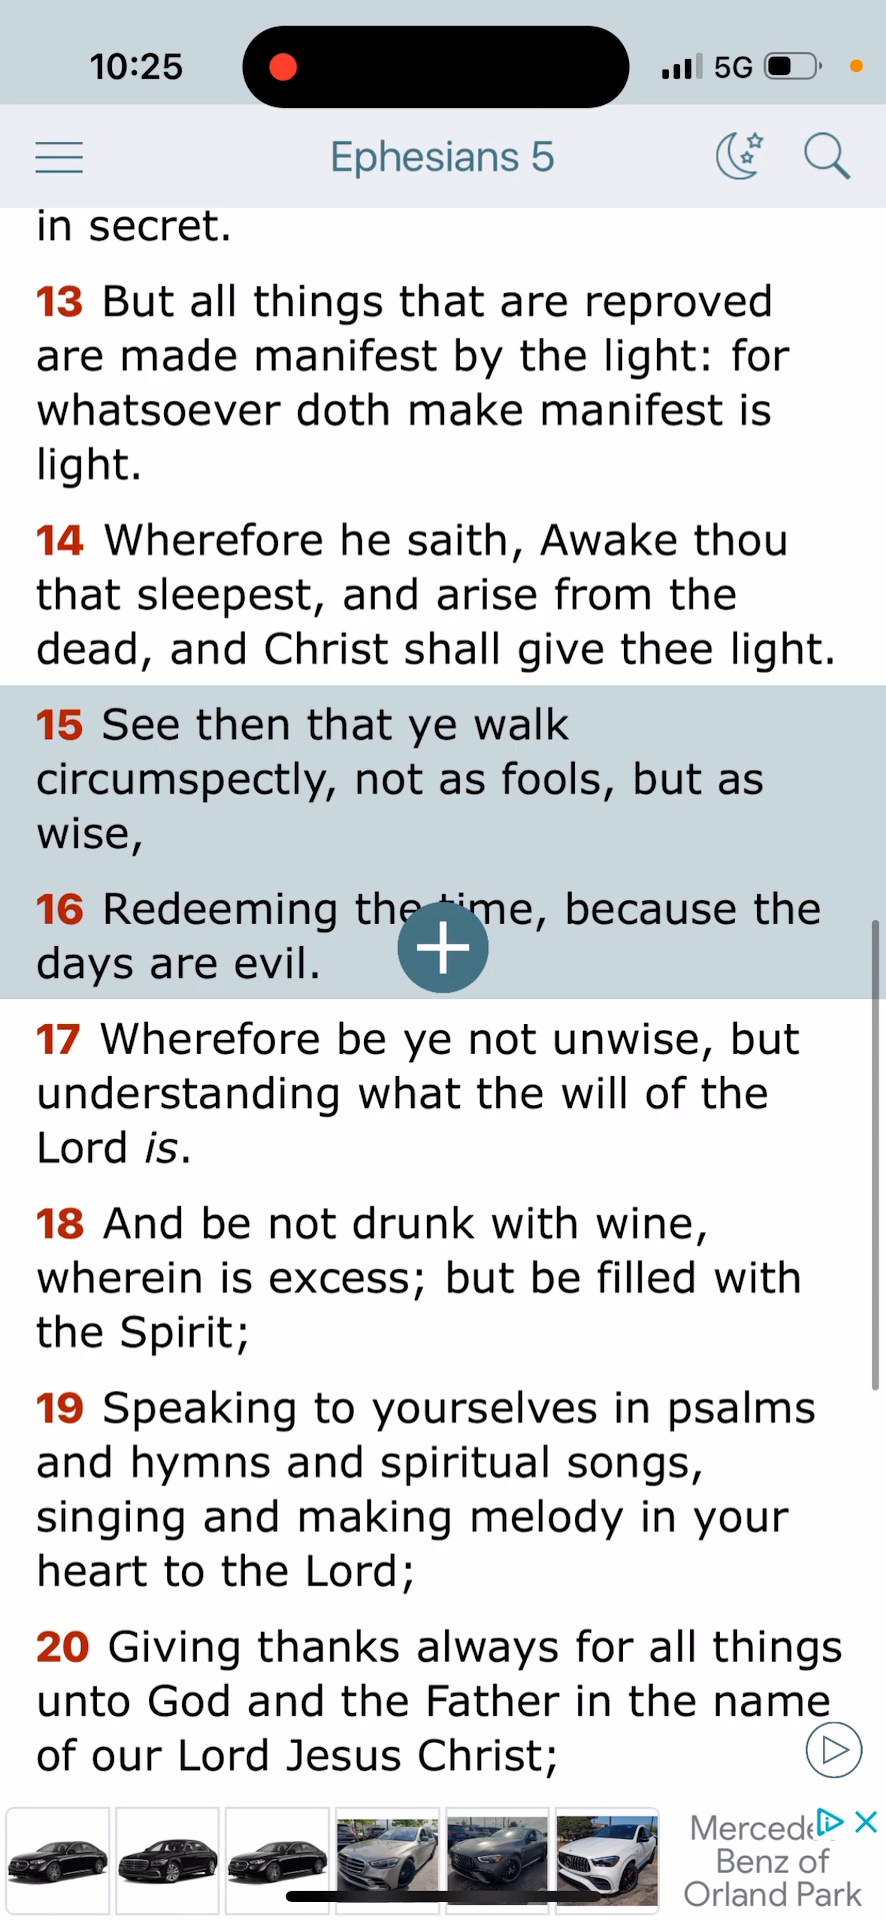 10:25
5G
Ephesians 5
in secret.
13 But all things that are reproved
are made manifest by the light: for
whatsoever doth make manifest is
light.
14 Wherefore he saith, Awake thou
that sleepest, and arise from the
dead, and Christ shall give thee light.
15 See then that ye walk
circumspectly, not as fools, but as
wise,
16 Redeeming the time, because the
days are evil.
17 Wherefore be ye not unwise, but
understanding what the will of the
Lord is.
18 And be not drunk with wine,
wherein is excess; but be filled with
the Spirit;
19 Speaking to yourselves in psalms
and hymns and spiritual songs,
singing and making melody in your
heart to the Lord;
20 Giving thanks always for all things
unto God and the Father in the name
of our Lord Jesus Christ;
Mercede
Benz of
Orland Park